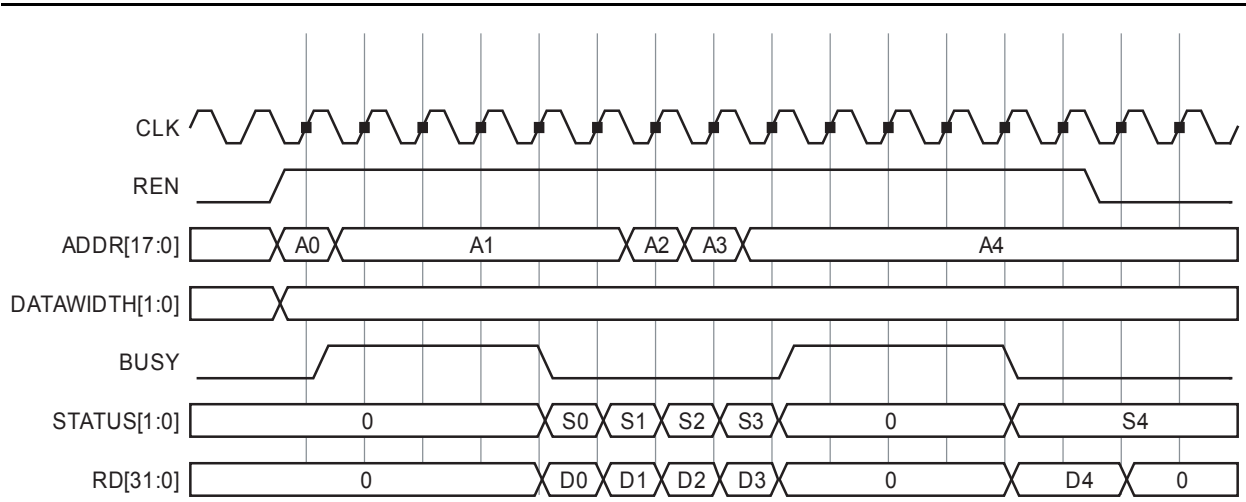 CLK
REN
ADDR[17:0] A0 A1 A2 A3 A4
DATAWIDTH[1:0]
BUSY
STATUS[1:0] 0 S0 S1 S2 S3 0 S4
RD[31:0] 0 D0 D1 D2 D3 0 D4 0